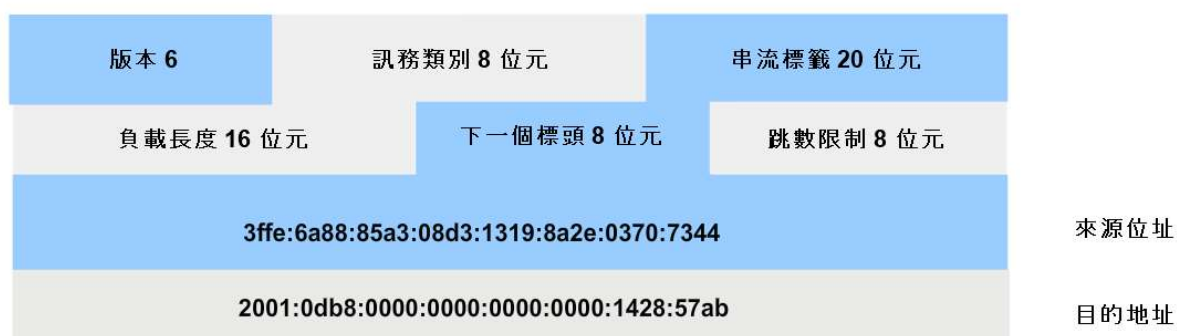 版本 6 訊務類別 8 位元 串流標籤 20 位元
負載長度 16 位元 下一個標頭 8 位元 跳數限制 8 位元
3ffe:6a88:85a3:08d3:1319:8a2e:0370:7344 來源位址
2001:0db8:0000:0000:0000:0000:1428:57ab 目的地址